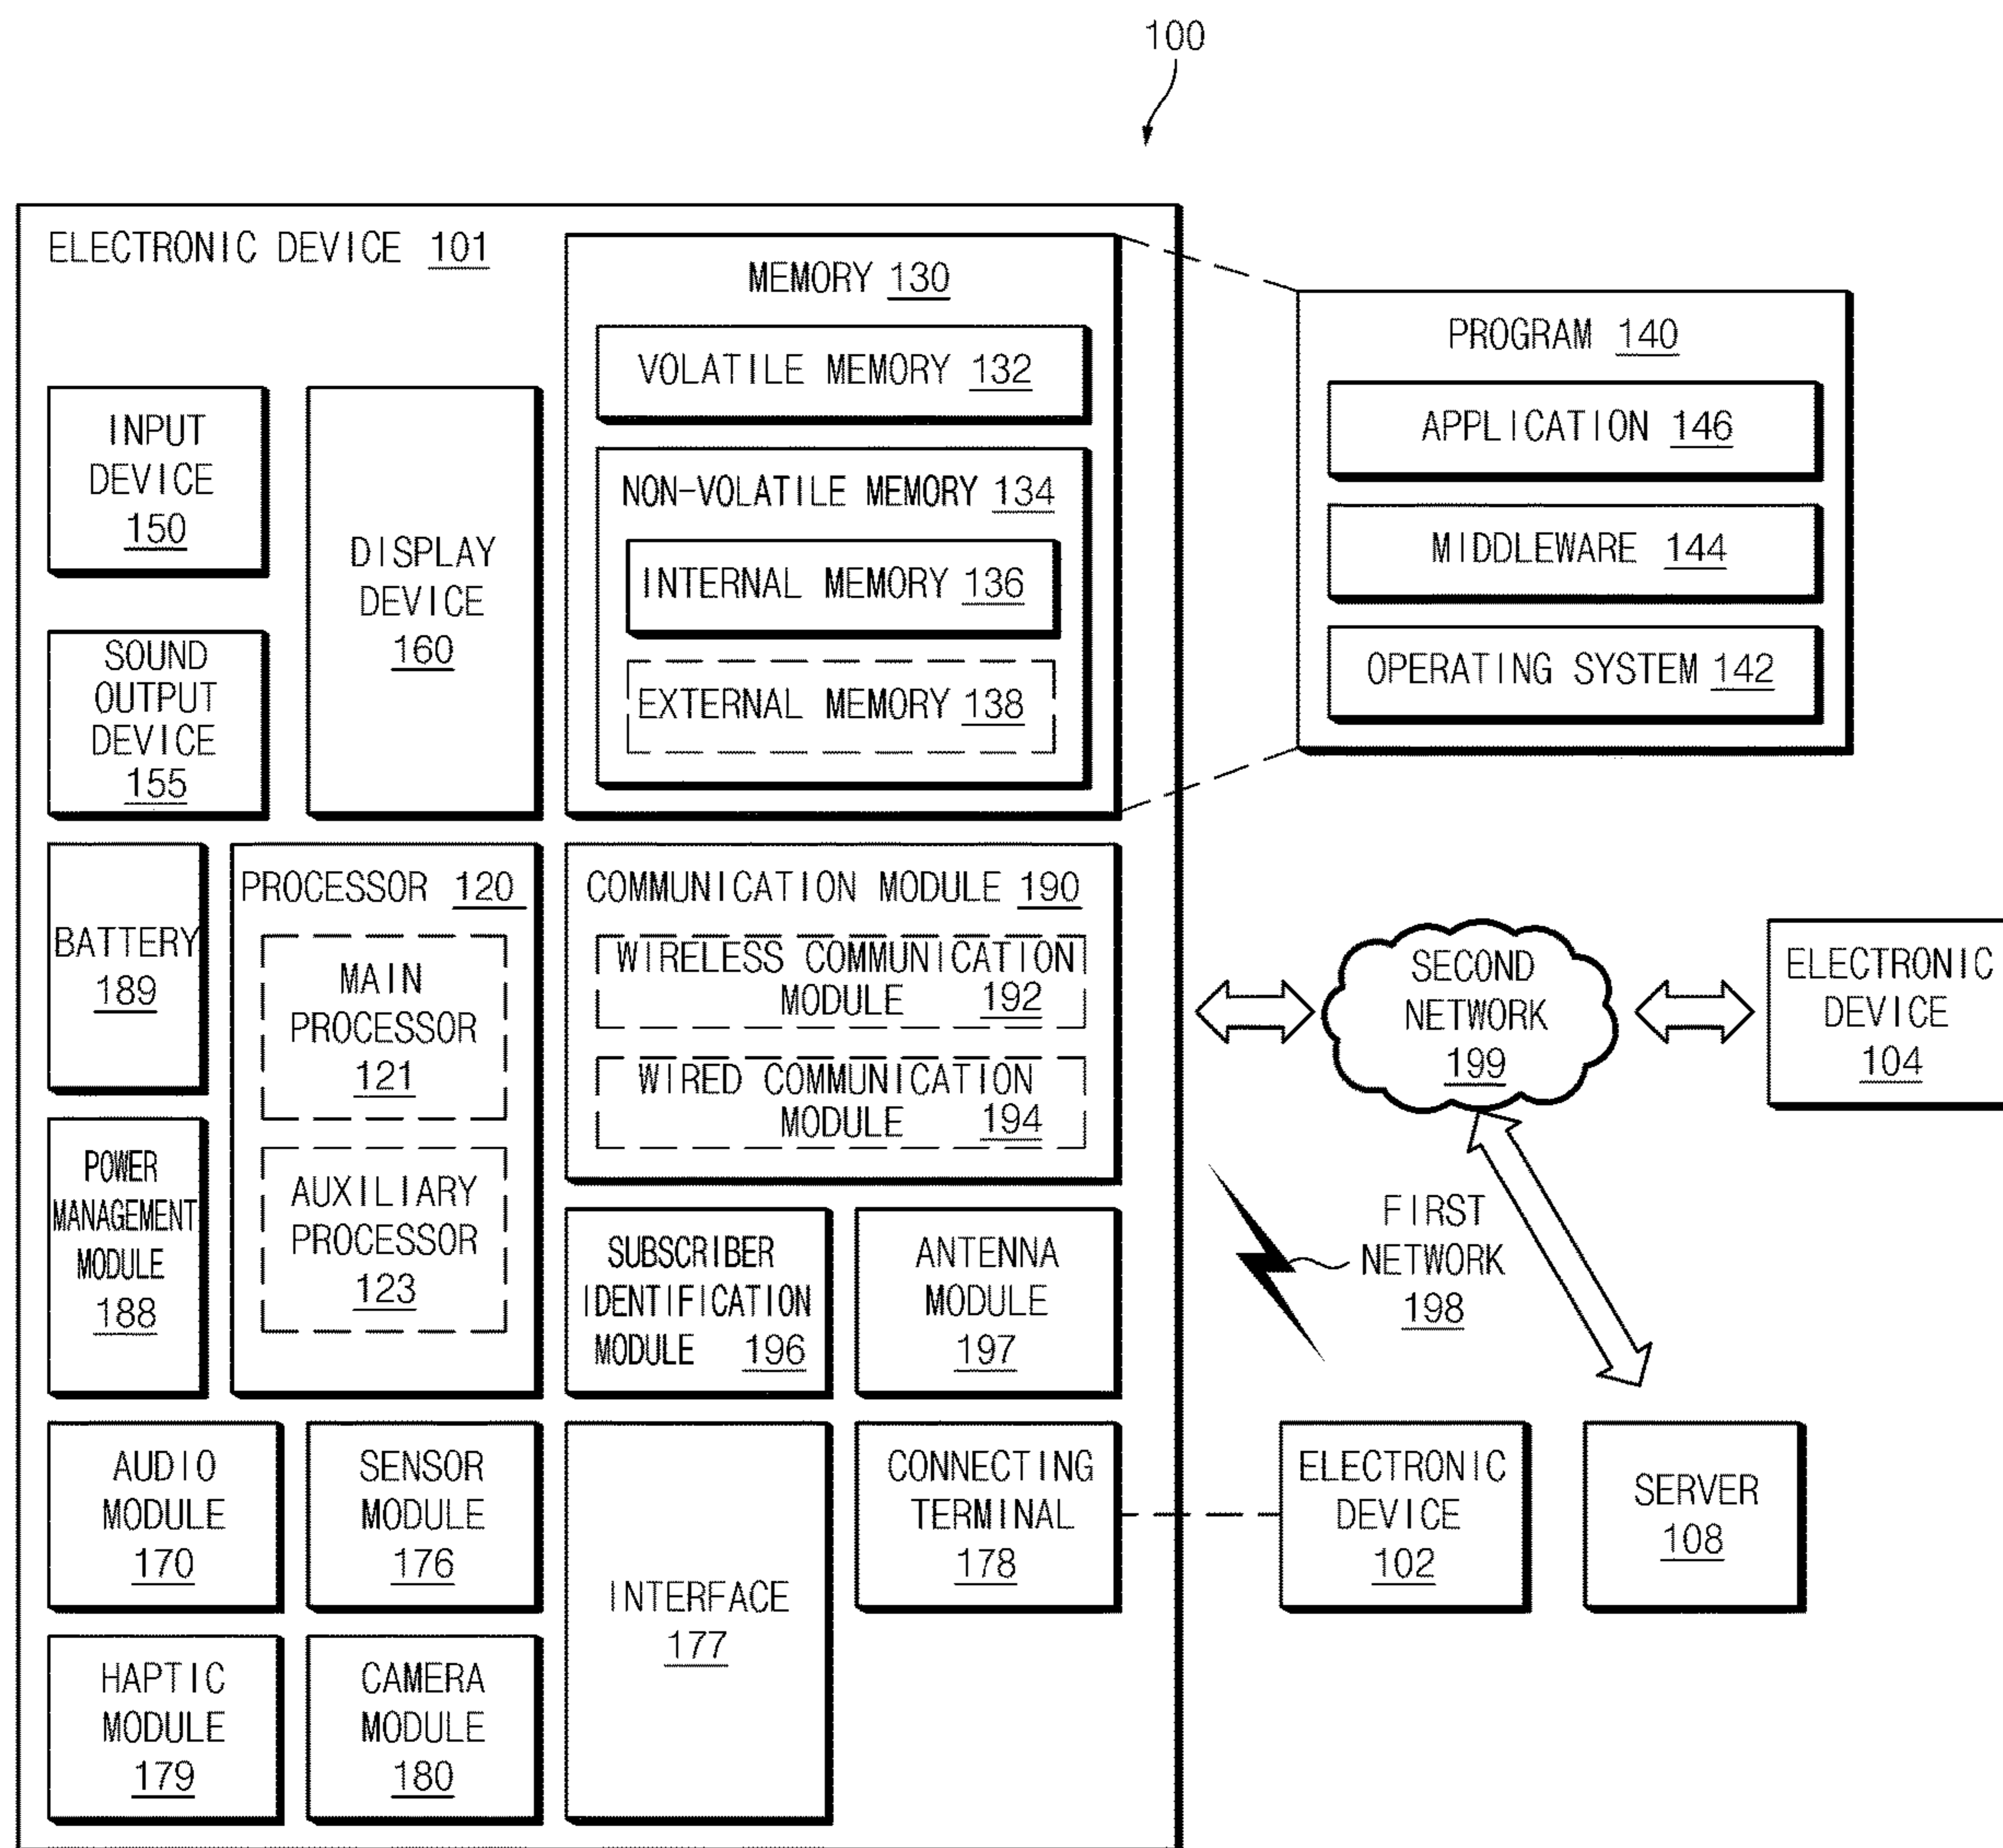 100
ELECTRONIC DEVICE 101
MEMORY 130
VOLATILE MEMORY 132
NON-VOLATILE MEMORY 134
INTERNAL MEMORY 136
EXTERNAL MEMORY 138
PROGRAM 140
APPLICATION 146
MIDDLEWARE 144
OPERATING SYSTEM 142
INPUT
DEVICE
150
SOUND
OUTPUT
DEVICE
155
DISPLAY
DEVICE
160
BATTERY
189
POWER
MANAGEMENT
MODULE
188
PROCESSOR 120
MAIN
PROCESSOR
121
AUXILIARY
PROCESSOR
123
COMMUNICATION MODULE 190
WIRELESS COMMUNICATION
MODULE 192
WIRED COMMUNICATION
MODULE 194
SUBSCRIBER
IDENTIFICATION
MODULE 196
ANTENNA
MODULE
197
SECOND
NETWORK
199
ELECTRONIC
DEVICE
104
FIRST
NETWORK
198
AUDIO
MODULE
170
SENSOR
MODULE
176
INTERFACE
177
CONNECTING
TERMINAL
178
ELECTRONIC
DEVICE
102
SERVER
108
HAPTIC
MODULE
179
CAMERA
MODULE
180